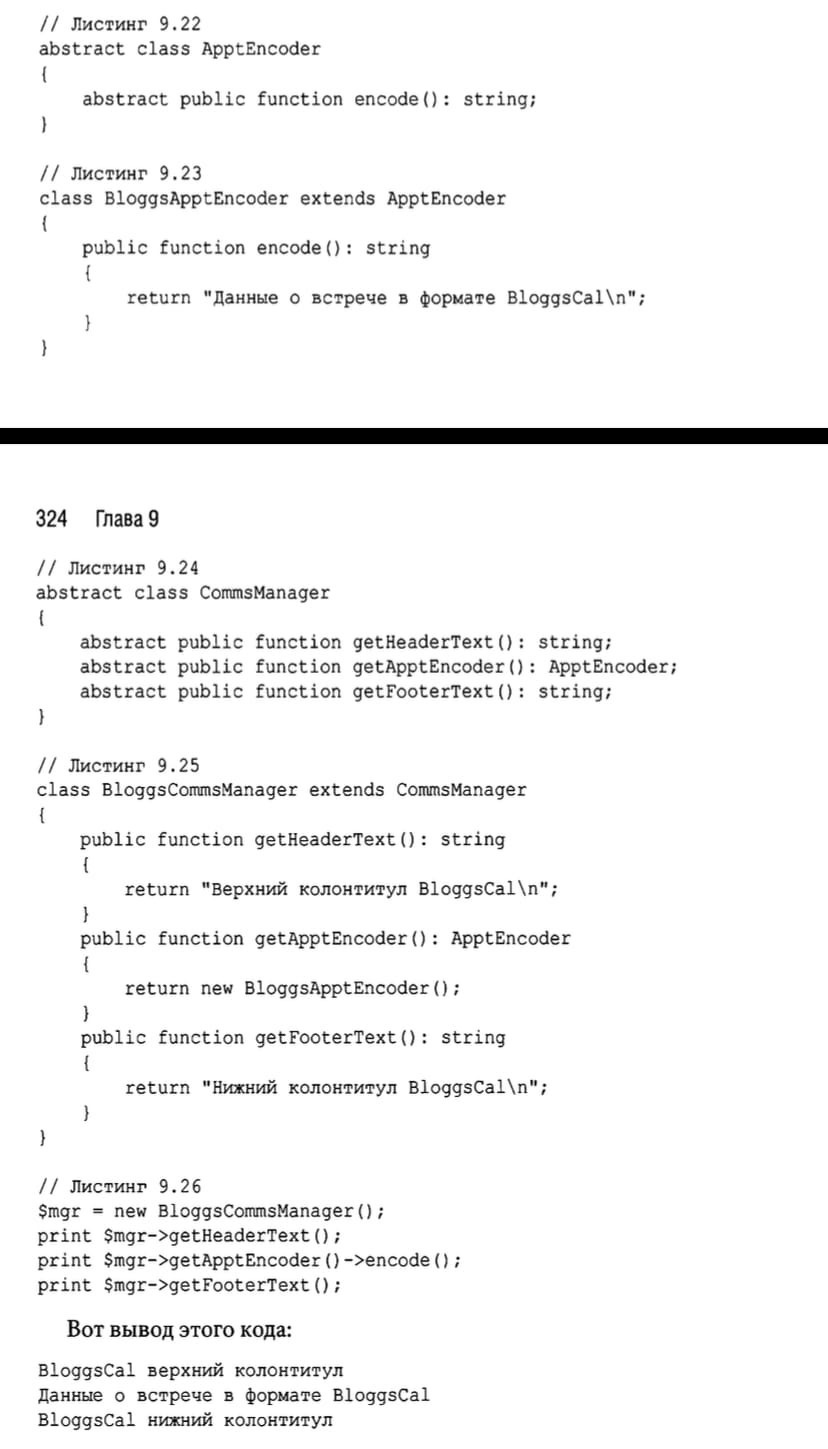 // Листинг 9.22
abstract class ApptEncoder
{
    abstract public function encode(): string;
}
// Листинг 9.23
class BloggsApptEncoder extends ApptEncoder
{
    public function encode(): string
    {
        return "Данные о встрече в формате BloggsCal\n";
    }
}
324 Глава 9
// Листинг 9.24
abstract class CommsManager
{
    abstract public function getHeaderText(): string;
    abstract public function getApptEncoder(): ApptEncoder;
    abstract public function getFooterText(): string;
}
// Листинг 9.25
class BloggsCommsManager extends CommsManager
{
    public function getHeaderText(): string
    {
        return "Верхний колонтитул BloggsCal\n";
    }
    public function getApptEncoder(): ApptEncoder
    {
        return new BloggsApptEncoder();
    }
    public function getFooterText(): string
    {
        return "Нижний колонтитул BloggsCal\n";
    }
}
// Листинг 9.26
$mgr = new BloggsCommsManager();
print $mgr->getHeaderText();
print $mgr->getApptEncoder()->encode();
print $mgr->getFooterText();
Вот вывод этого кода:
BloggsCal верхний колонтитул
Данные о встрече в формате BloggsCal
BloggsCal нижний колонтитул